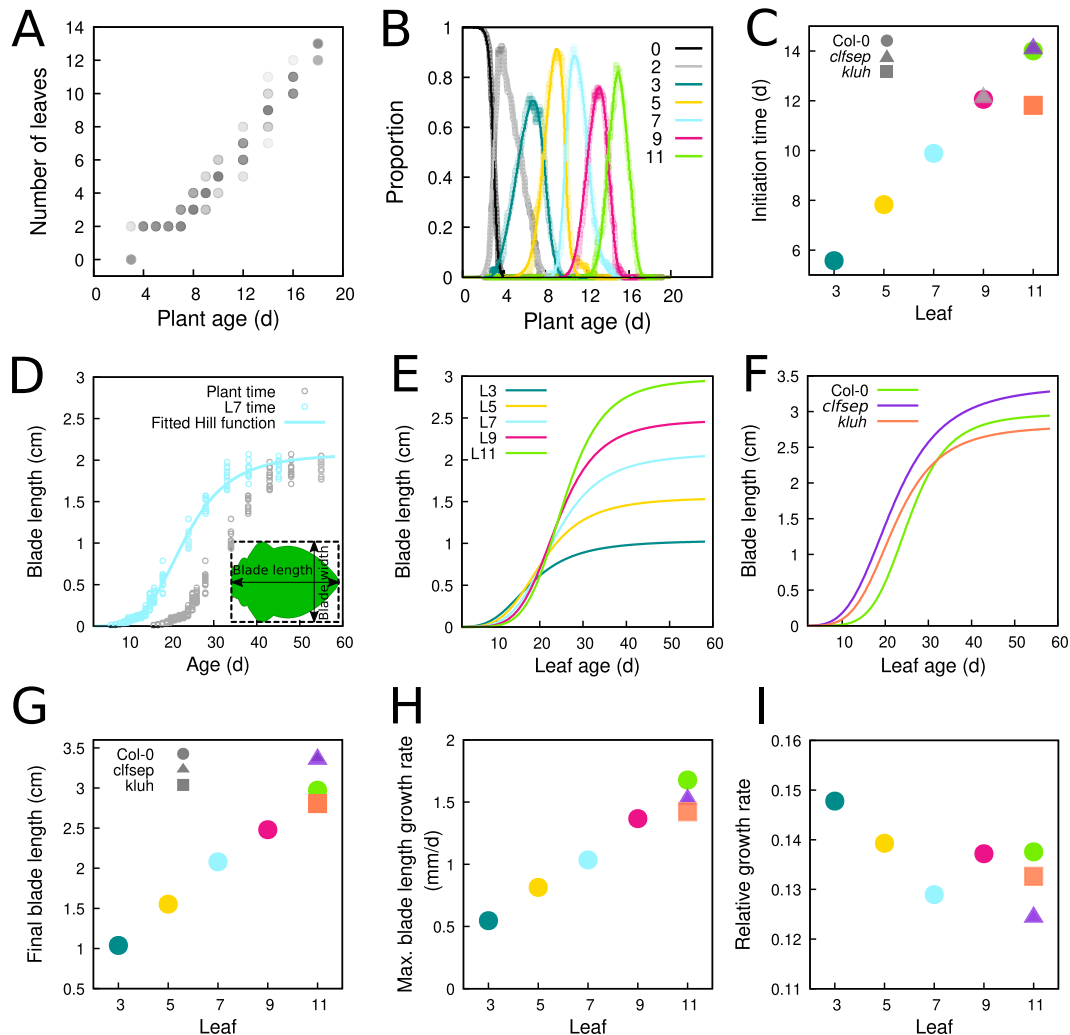 A
Number of leaves
14
12
10
8
6
4
2
0
0 4 8 12 16 20
Plant age (d)
B
Proportion
1
0.8
0.6
0.4
0.2
0
0 4 8 12 16 20
Plant age (d)
0
2
3
5
7
9
11
C
Initiation time (d)
14
12
10
8
6
Col-0
clfsep
kluh
3 5 7 9 11
Leaf
D
Blade length (cm)
3
2.5
2
1.5
1
0.5
0
Plant time
L7 time
Fitted Hill function
Blade length
Blade width
0 10 20 30 40 50 60
Age (d)
E
Blade length (cm)
3
2.5
2
1.5
1
0.5
0
L3
L5
L7
L9
L11
10 20 30 40 50 60
Leaf age (d)
F
Blade length (cm)
3.5
3
2.5
2
1.5
1
0.5
0
Col-0
clfsep
kluh
10 20 30 40 50 60
Leaf age (d)
G
Final blade length (cm)
3.5
3
2.5
2
1.5
1
0.5
Col-0
clfsep
kluh
3 5 7 9 11
Leaf
H
Max. blade length growth rate
(mm/d)
2
1.5
1
0.5
0
3 5 7 9 11
Leaf
I
Relative growth rate
0.16
0.15
0.14
0.13
0.12
0.11
3 5 7 9 11
Leaf